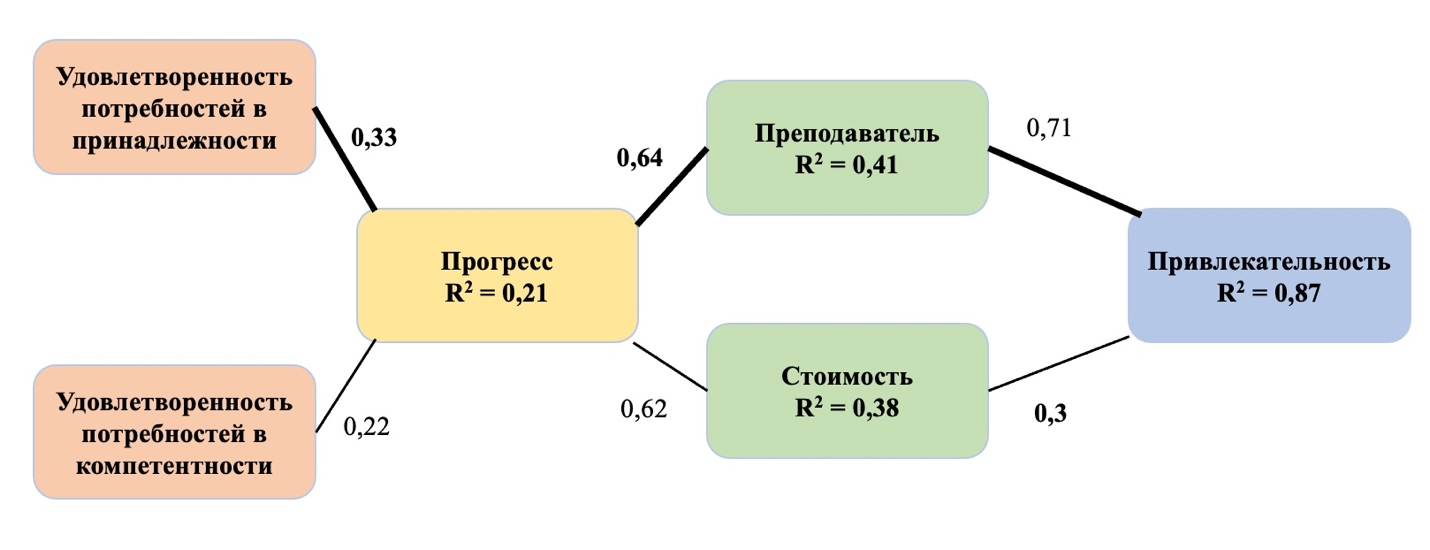 Удовлетворенность
потребностей в
принадлежности
0,33
Удовлетворенность
потребностей в
компетентности
0,22
Прогресс
R² = 0,21
0,64
0,62
Преподаватель
R² = 0,41
Стоимость
R² = 0,38
0,71
0,3
Привлекательность
R² = 0,87